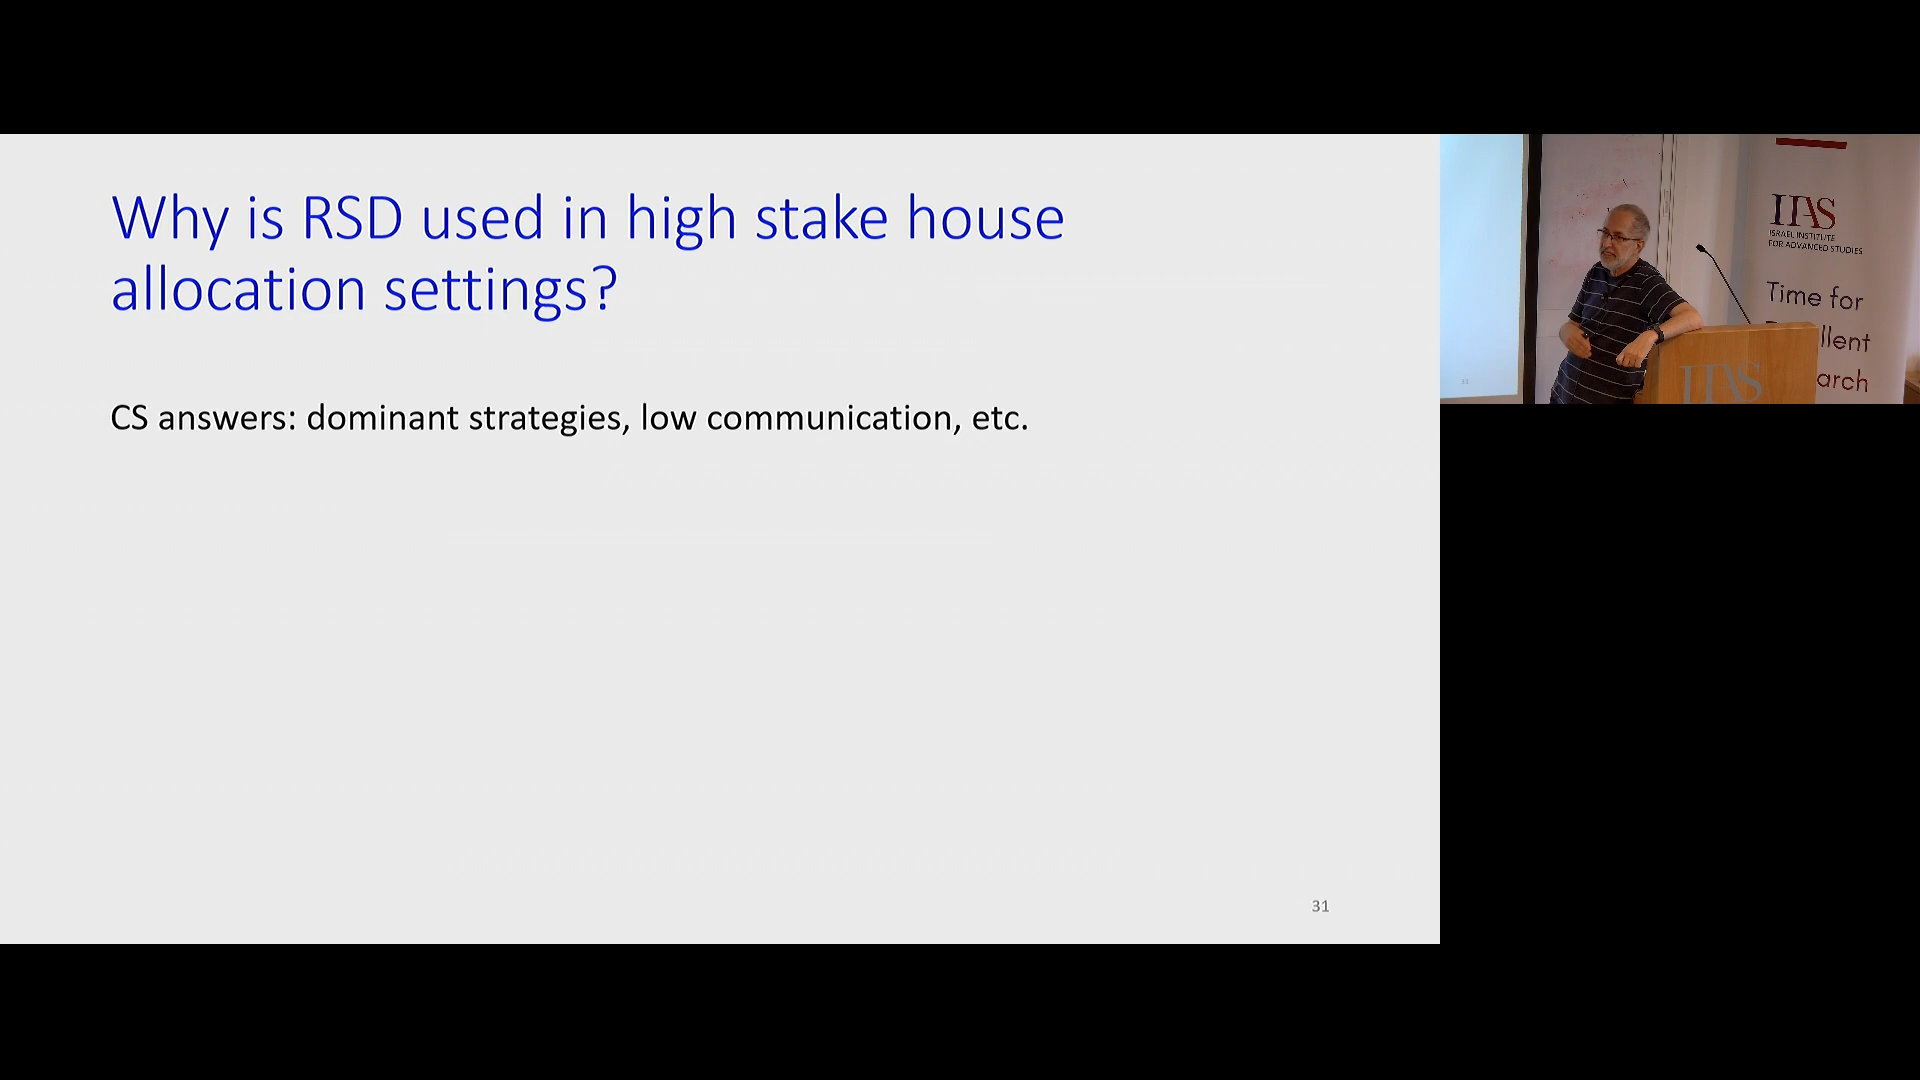 Why is RSD used in high stake house
allocation settings?
CS answers: dominant strategies, low communication, etc.
31
IIAS
ISRAEL INSTITUTE
FOR ADVANCED STUDIES
Time for
llent
arch
IIAS